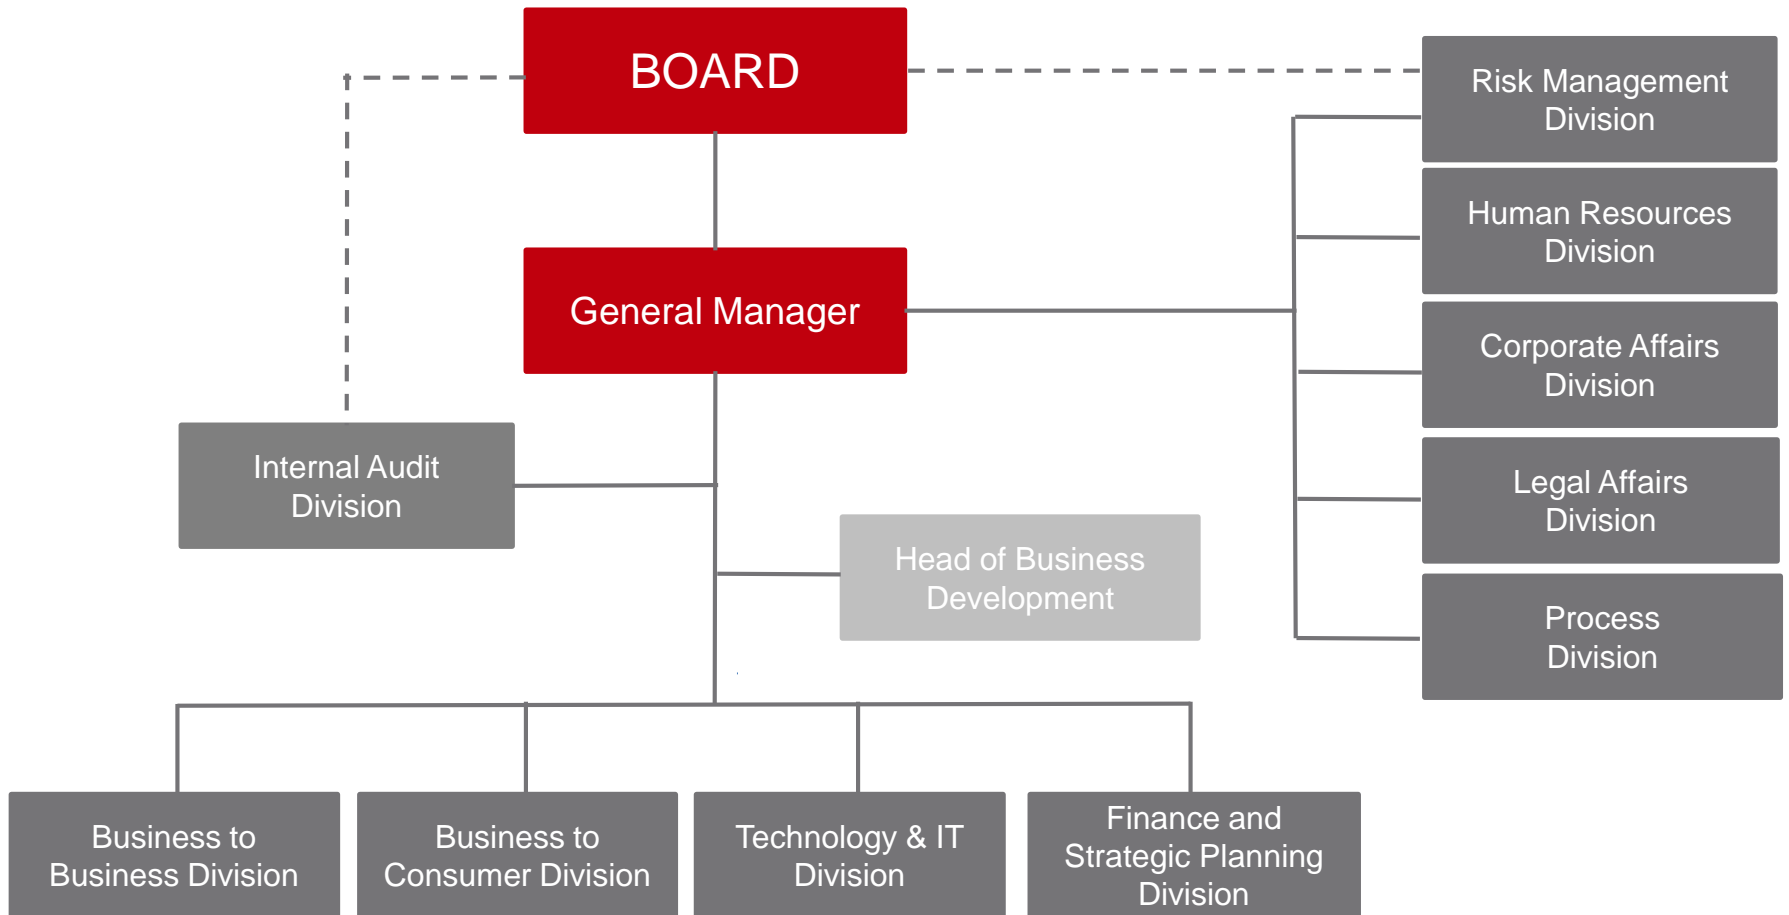 BOARD
Risk Management
Division
Human Resources
Division
General Manager
Corporate Affairs
Division
Internal Audit
Division
Legal Affairs
Division
Head of Business
Development
Process
Division
Business to
Business Division
Business to
Consumer Division
Technology & IT
Division
Finance and
Strategic Planning
Division